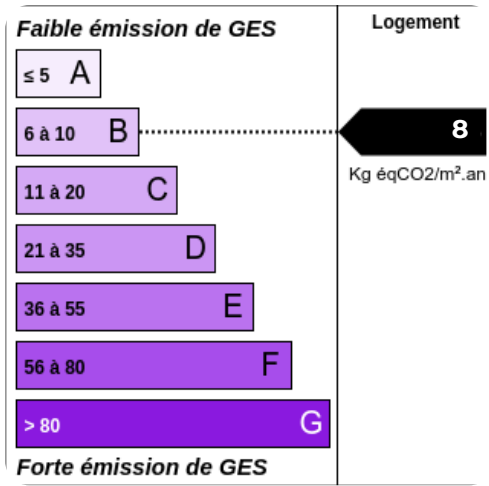 Faible émission de GES
Logement
≤ 5 A
6 à 10 B
8
Kg éqCO2/m².an
11 à 20 C
21 à 35 D
36 à 55 E
56 à 80 F
> 80 G
Forte émission de GES